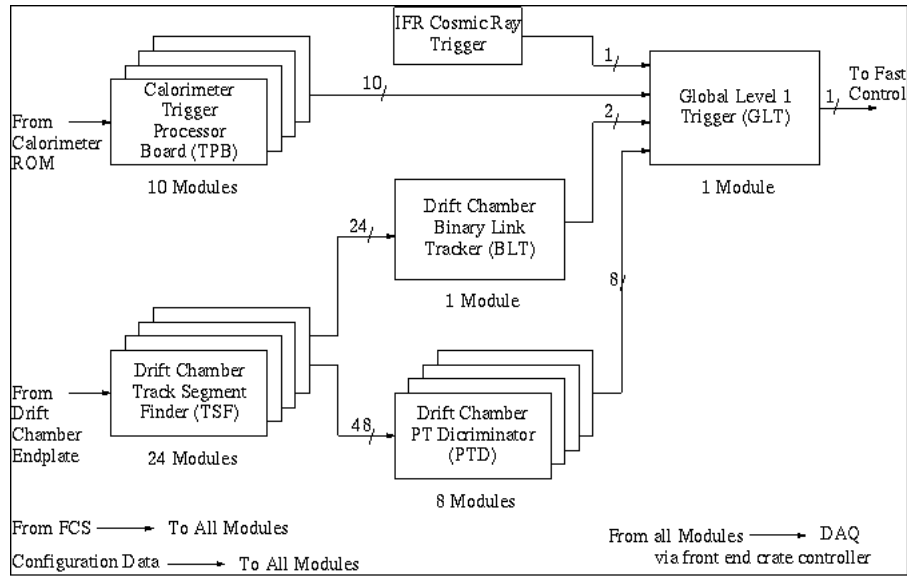 IFR Cosmic Ray
Trigger
1
Calorimeter
Trigger
Processor
Board (TPB)
From
Calorimeter
ROM
10 Modules
10
2
Global Level 1
Trigger (GLT)
1 Module
1
To Fast
Control
24
Drift Chamber
Binary Link
Tracker (BLT)
1 Module
8
Drift Chamber
Track Segment
Finder (TSF)
From
Drift
Chamber
Endplate
24 Modules
48
Drift Chamber
PT Dicriminator
(PTD)
8 Modules
From FCS
To All Modules
Configuration Data
To All Modules
From all Modules
DAQ
via front end crate controller